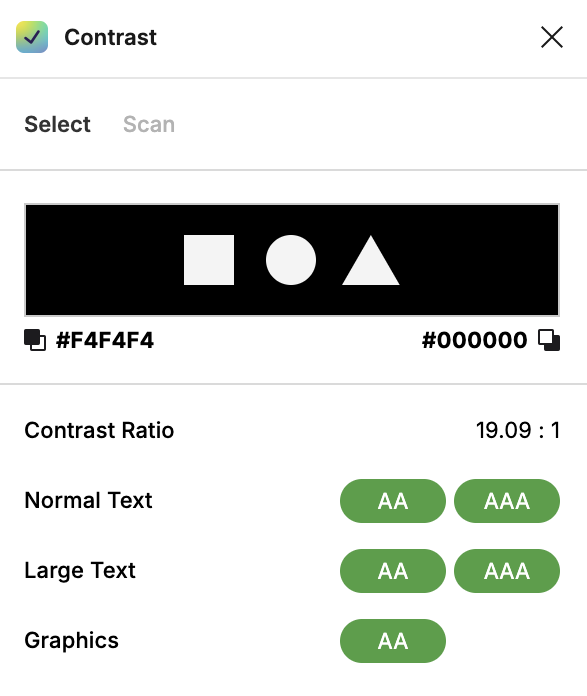 Contrast
Select Scan
#F4F4F4 #000000
Contrast Ratio 19.09 : 1
Normal Text AA AAA
Large Text AA AAA
Graphics AA